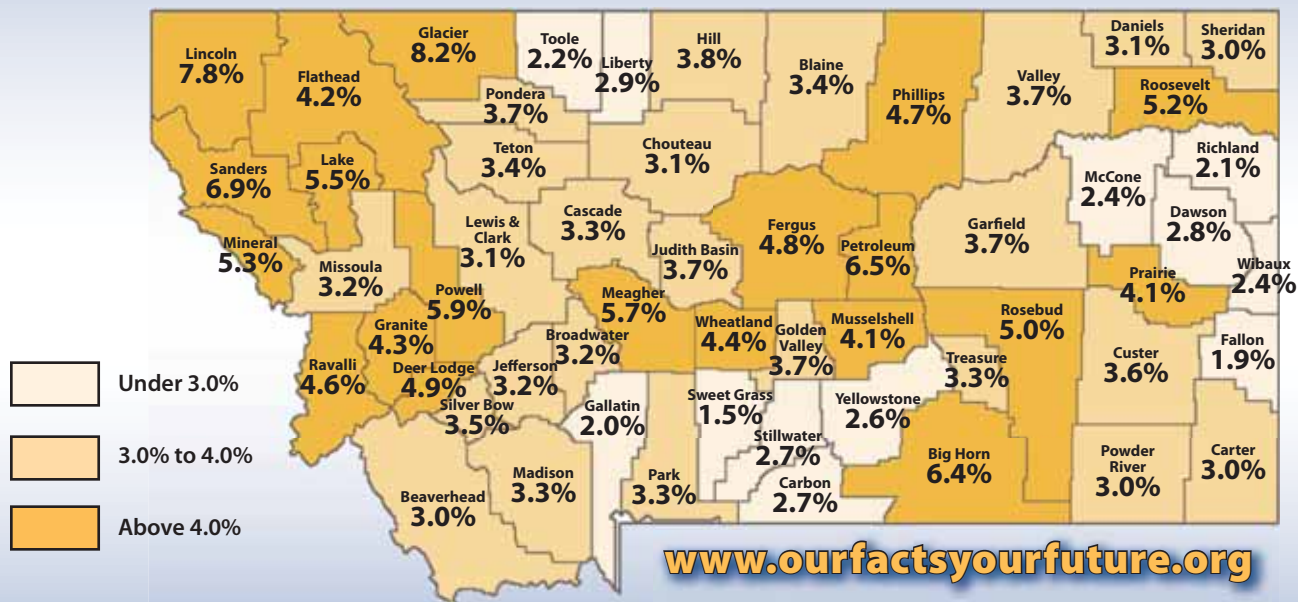 Lincoln
7.8%
Flathead
4.2%
Glacier
8.2%
Toole
2.2%
Liberty
2.9%
Hill
3.8%
Blaine
3.4%
Phillips
4.7%
Valley
3.7%
Daniels
3.1%
Sheridan
3.0%
Roosevelt
5.2%
Pondera
3.7%
Teton
3.4%
Chouteau
3.1%
Sanders
6.9%
Lake
5.5%
Mineral
5.3%
Missoula
3.2%
Lewis &
Clark
3.1%
Cascade
3.3%
Judith Basin
3.7%
Fergus
4.8%
Petroleum
6.5%
Garfield
3.7%
McCone
2.4%
Richland
2.1%
Dawson
2.8%
Wibaux
2.4%
Prairie
4.1%
Powell
5.9%
Granite
4.3%
Ravalli
4.6%
Deer Lodge
4.9%
Silver Bow
3.5%
Jefferson
3.2%
Broadwater
3.2%
Meagher
5.7%
Wheatland
4.4%
Golden
Valley
3.7%
Musselshell
4.1%
Rosebud
5.0%
Treasure
3.3%
Custer
3.6%
Fallon
1.9%
Gallatin
2.0%
Sweet Grass
1.5%
Stillwater
2.7%
Yellowstone
2.6%
Big Horn
6.4%
Powder
River
3.0%
Carter
3.0%
Beaverhead
3.0%
Madison
3.3%
Park
3.3%
Carbon
2.7%
Under 3.0%
3.0% to 4.0%
Above 4.0%
www.ourfactsyourfuture.org